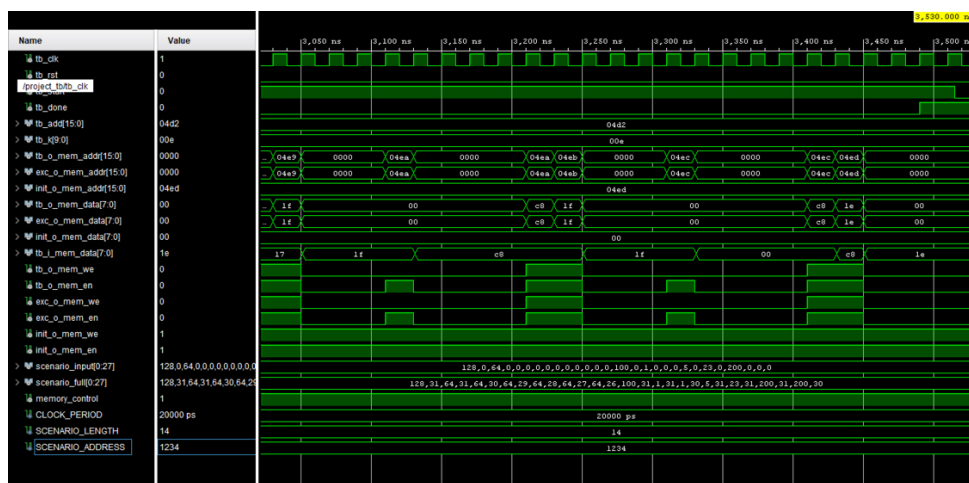 3,530.000 n
Name Value 3,050 ns 3,100 ns 3,150 ns 3,200 ns 3,250 ns 3,300 ns 3,350 ns 3,400 ns 3,450 ns 3,500 n
tb_clk 1
tb_rst 0
/project_tb/tb_clk
0
tb_done 0
tb_add[15:0] 04d2 04d2
tb_k[9:0] 00e 00e
tb_o_mem_addr[15:0] 0000 .. 04e9 0000 04ea 0000 04ea 04eb 0000 04ec 0000 04ec 04ed 0000
exc_o_mem_addr[15:0] 0000 .. 04e9 0000 04ea 0000 04ea 04eb 0000 04ec 0000 04ec 04ed 0000
init_o_mem_addr[15:0] 04ed 04ed
tb_o_mem_data[7:0] 00 .. 1f 00 c8 1f 00 c8 1e 00
exc_o_mem_data[7:0] 00 .. 1f 00 c8 1f 00 c8 1e 00
init_o_mem_data[7:0] 00 00
tb_i_mem_data[7:0] 1e 17 1f c8 1f 00 c8 1e
tb_o_mem_we 0
tb_o_mem_en 0
exc_o_mem_we 0
exc_o_mem_en 0
init_o_mem_we 1
init_o_mem_en 1
scenario_input[0:27] 128,0,64,0,0,0,0,0,0,0,0 128,0,64,0,0,0,0,0,0,0,0,0,0,0,100,0,1,0,0,0,5,0,23,0,200,0,0,0
scenario_full[0:27] 128,31,64,31,64,30,64,29 128,31,64,31,64,30,64,29,64,28,64,27,64,26,100,31,1,31,1,30,5,31,23,31,200,31,200,30
memory_control 1
CLOCK_PERIOD 20000 ps 20000 ps
SCENARIO_LENGTH 14 14
SCENARIO_ADDRESS 1234 1234